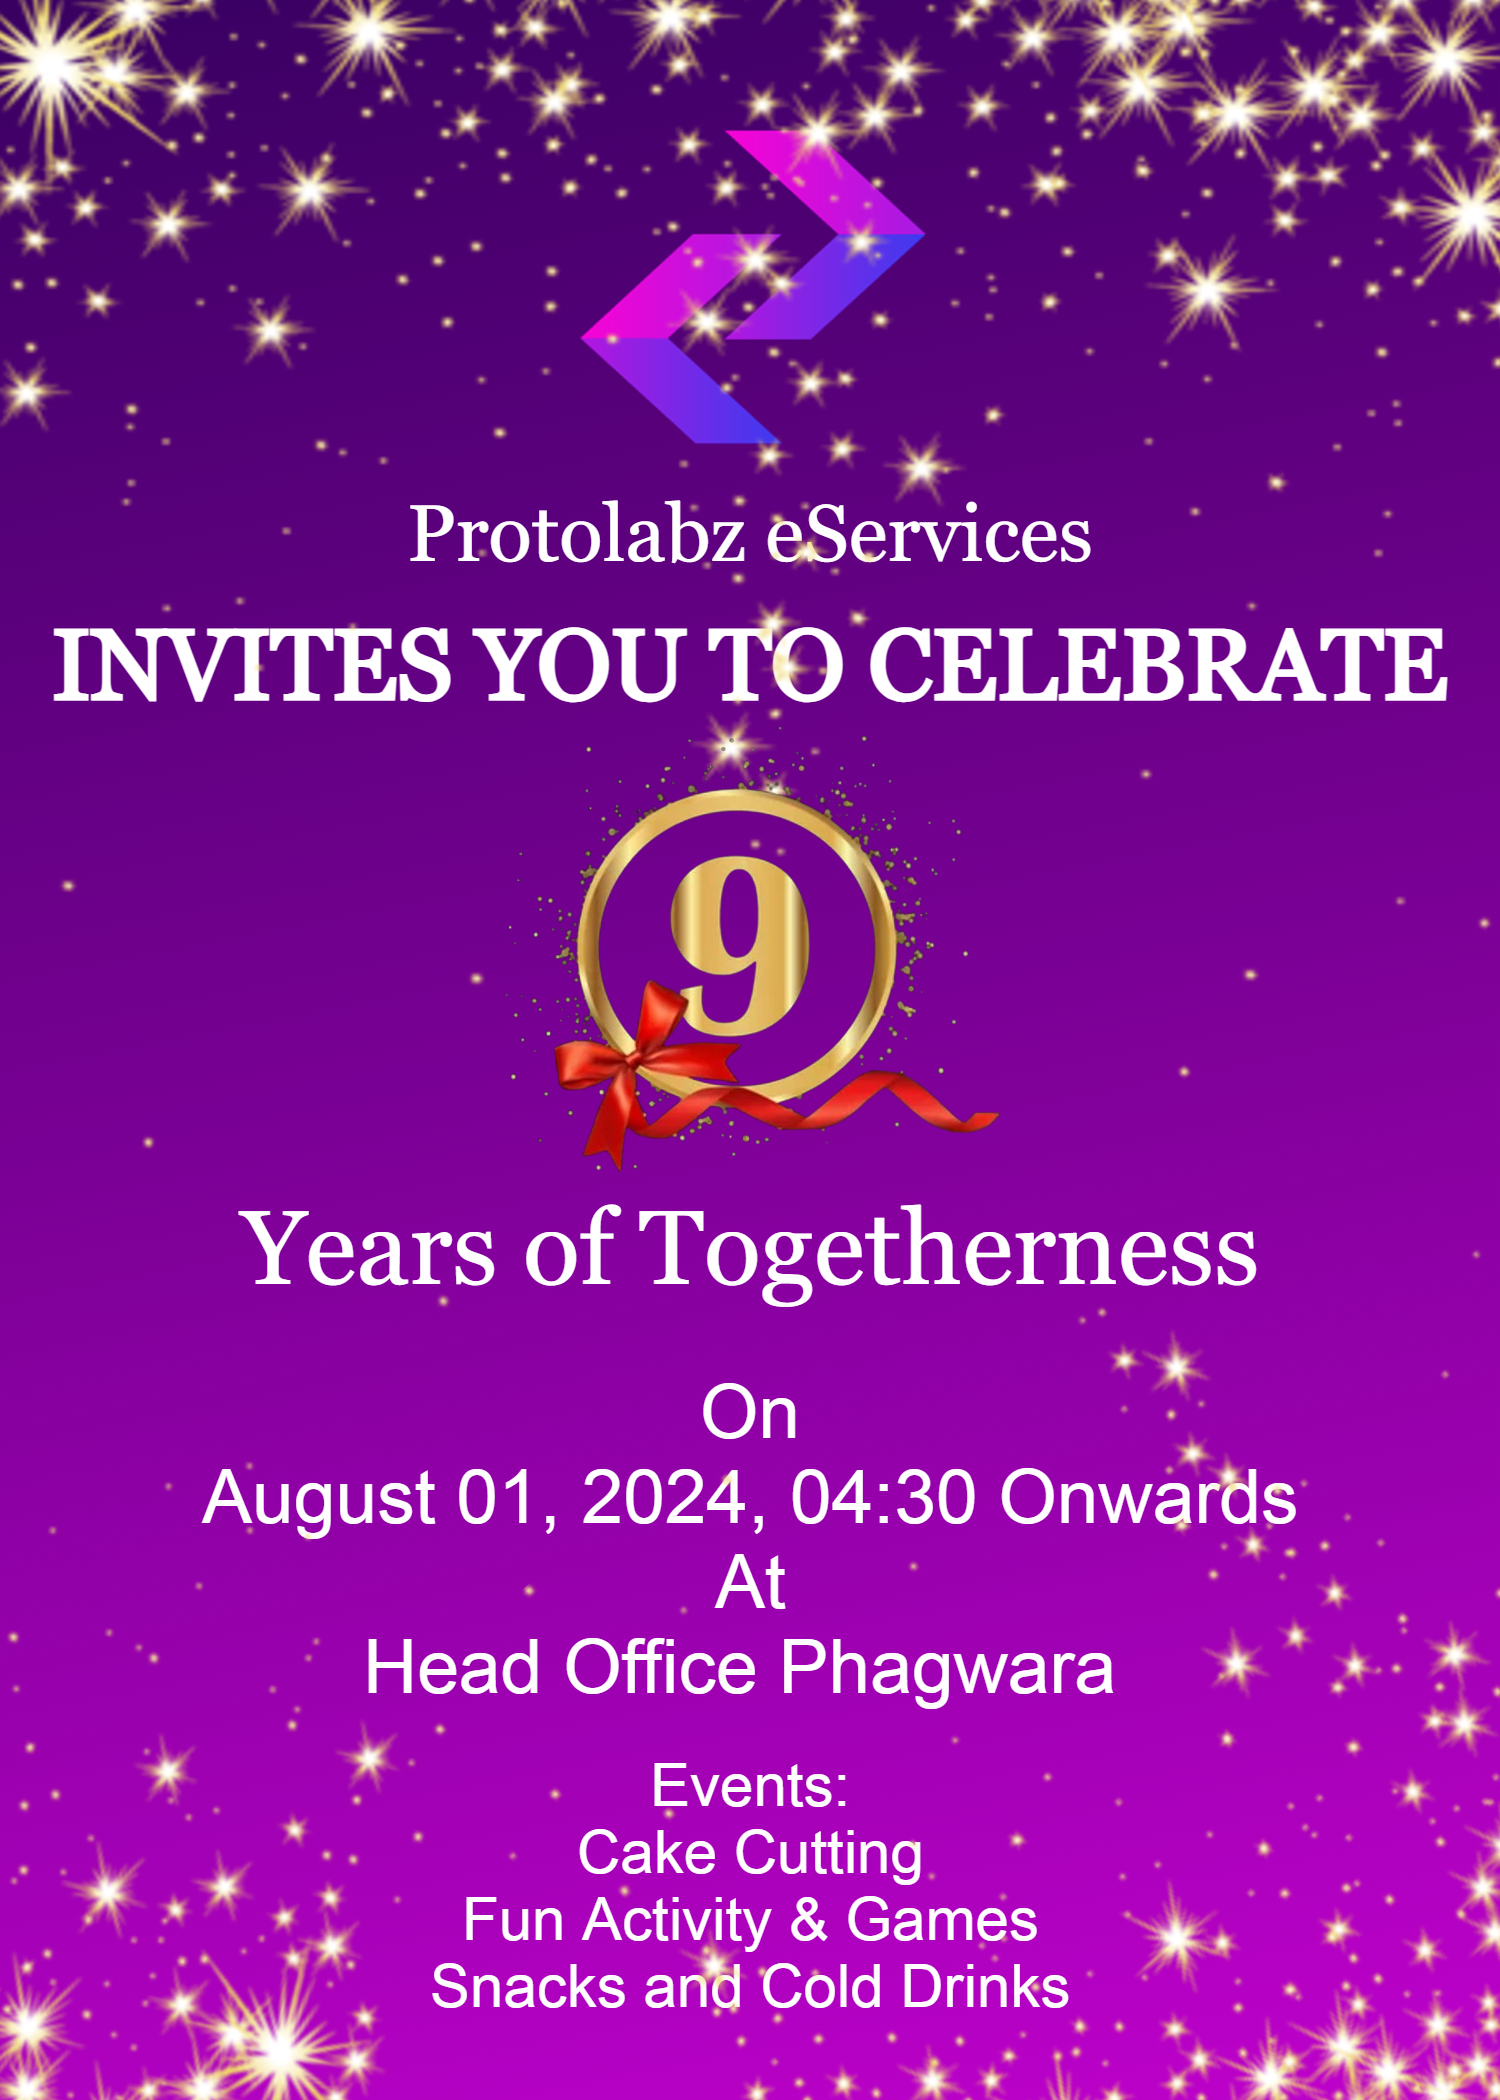 Protolabz eServices
INVITES YOU TO CELEBRATE
9
Years of Togetherness
On
August 01, 2024, 04:30 Onwards
At
Head Office Phagwara
Events:
Cake Cutting
Fun Activity & Games
Snacks and Cold Drinks